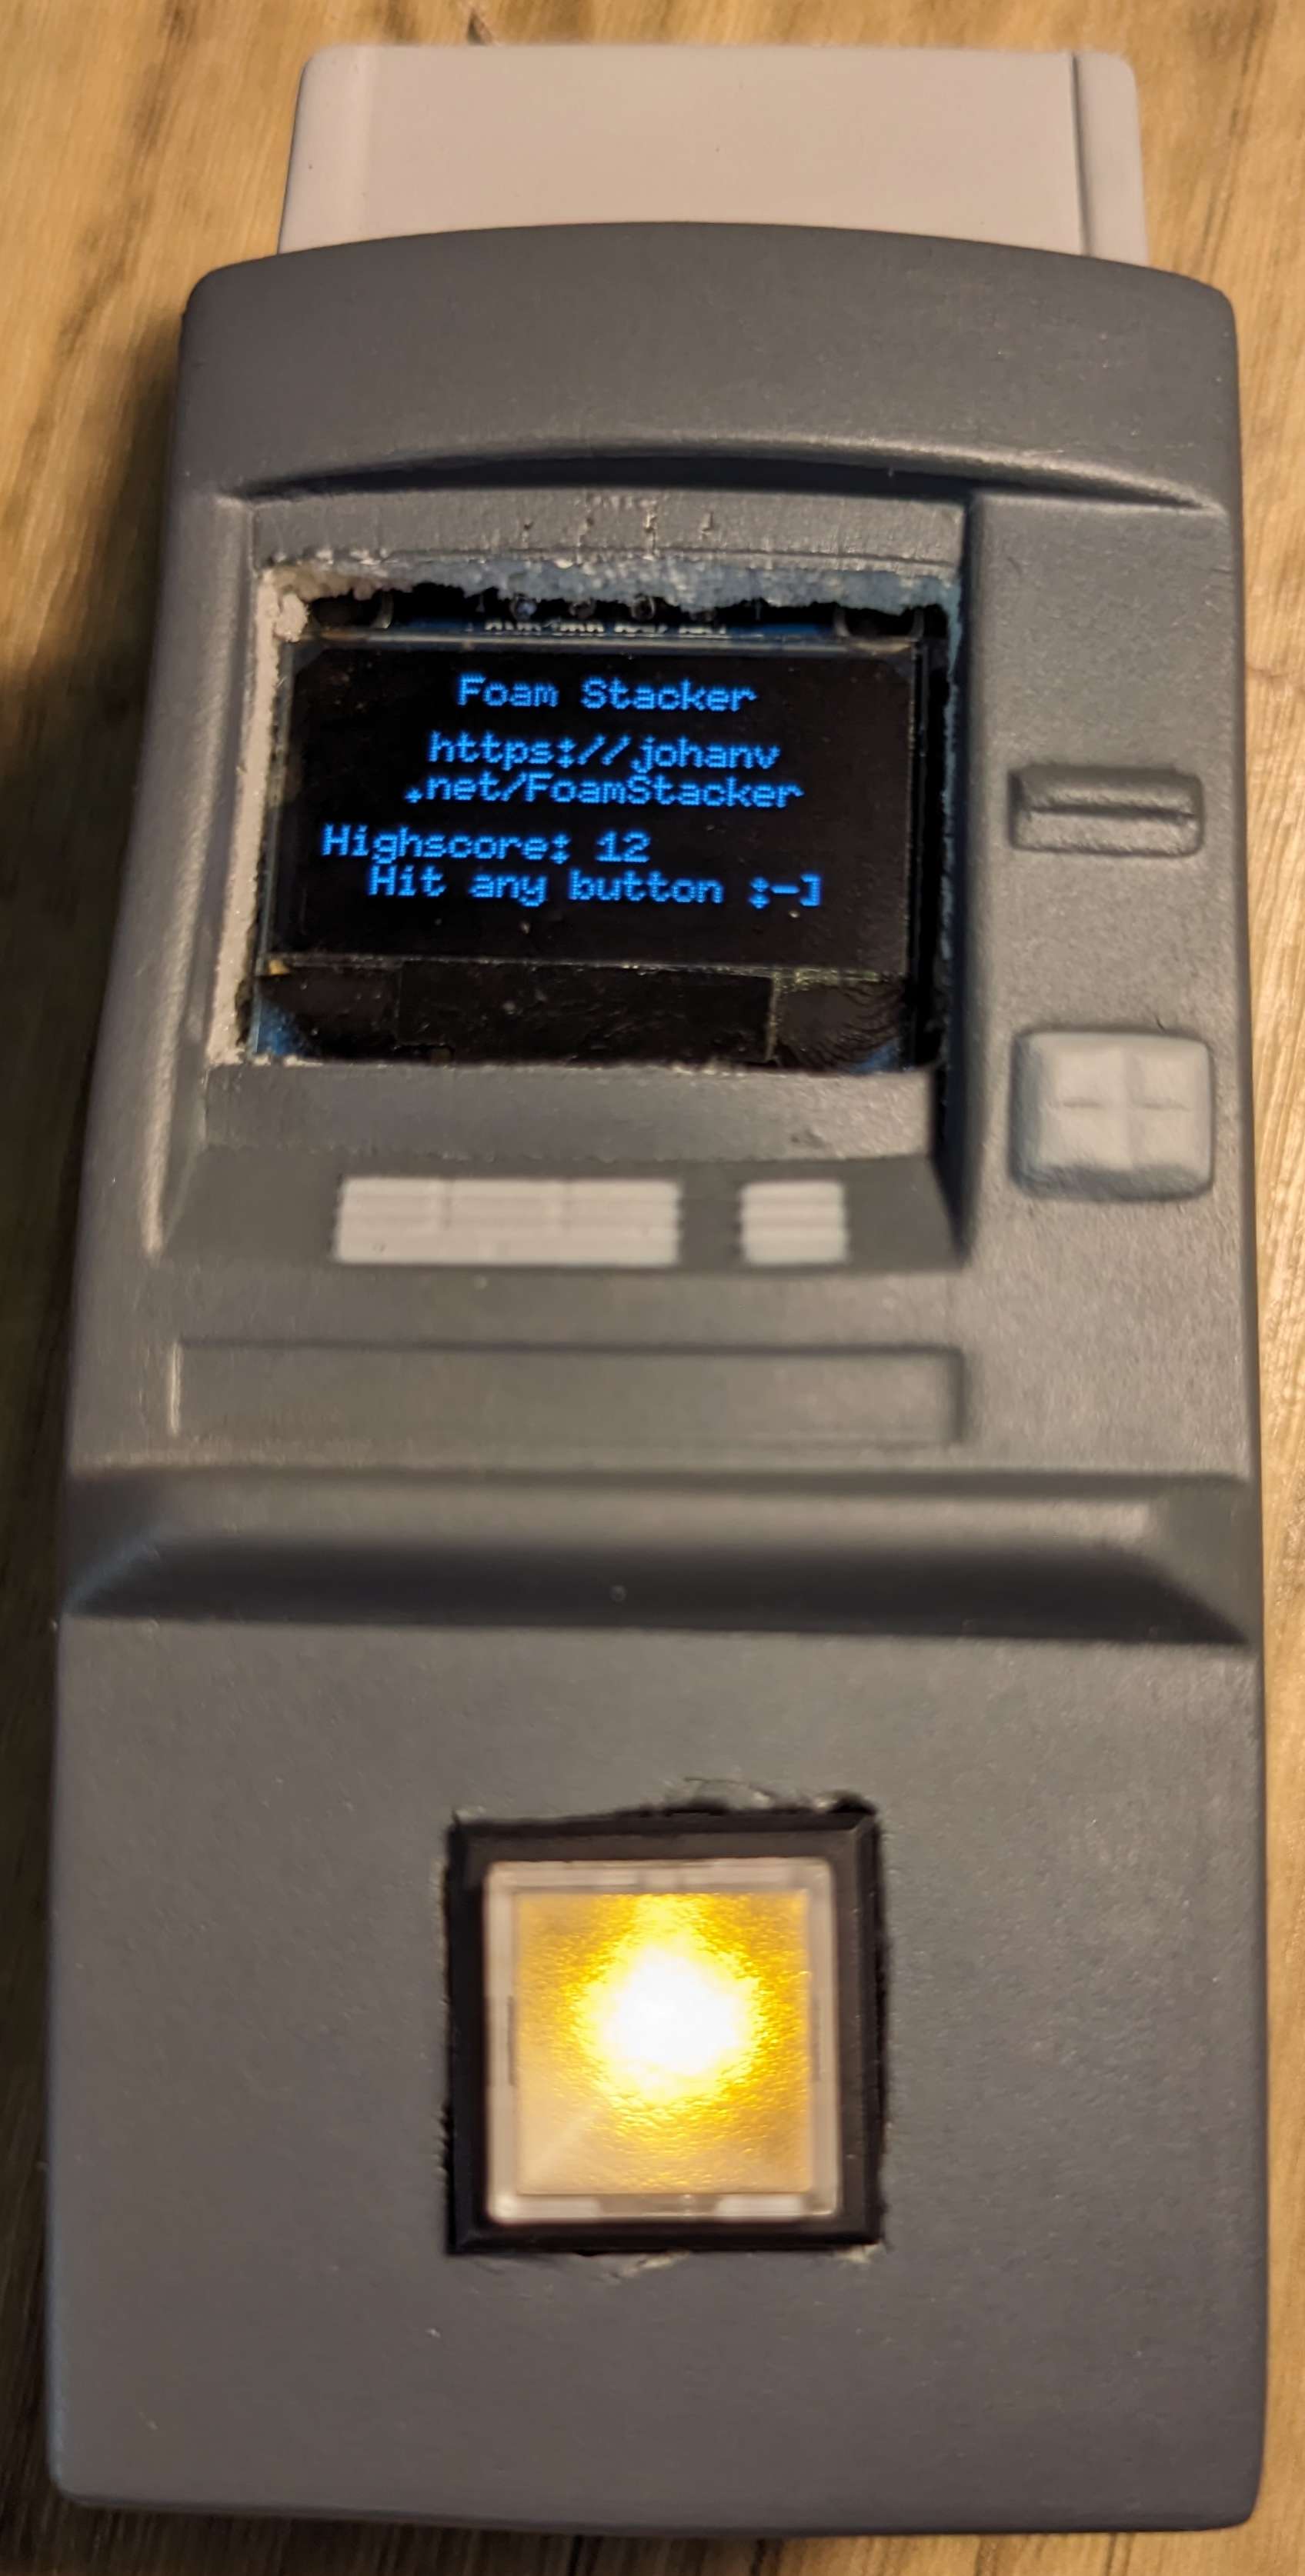 Foam Stacker
https://johanv
.net/FoamStacker
Highscore: 12
Hit any button :-]